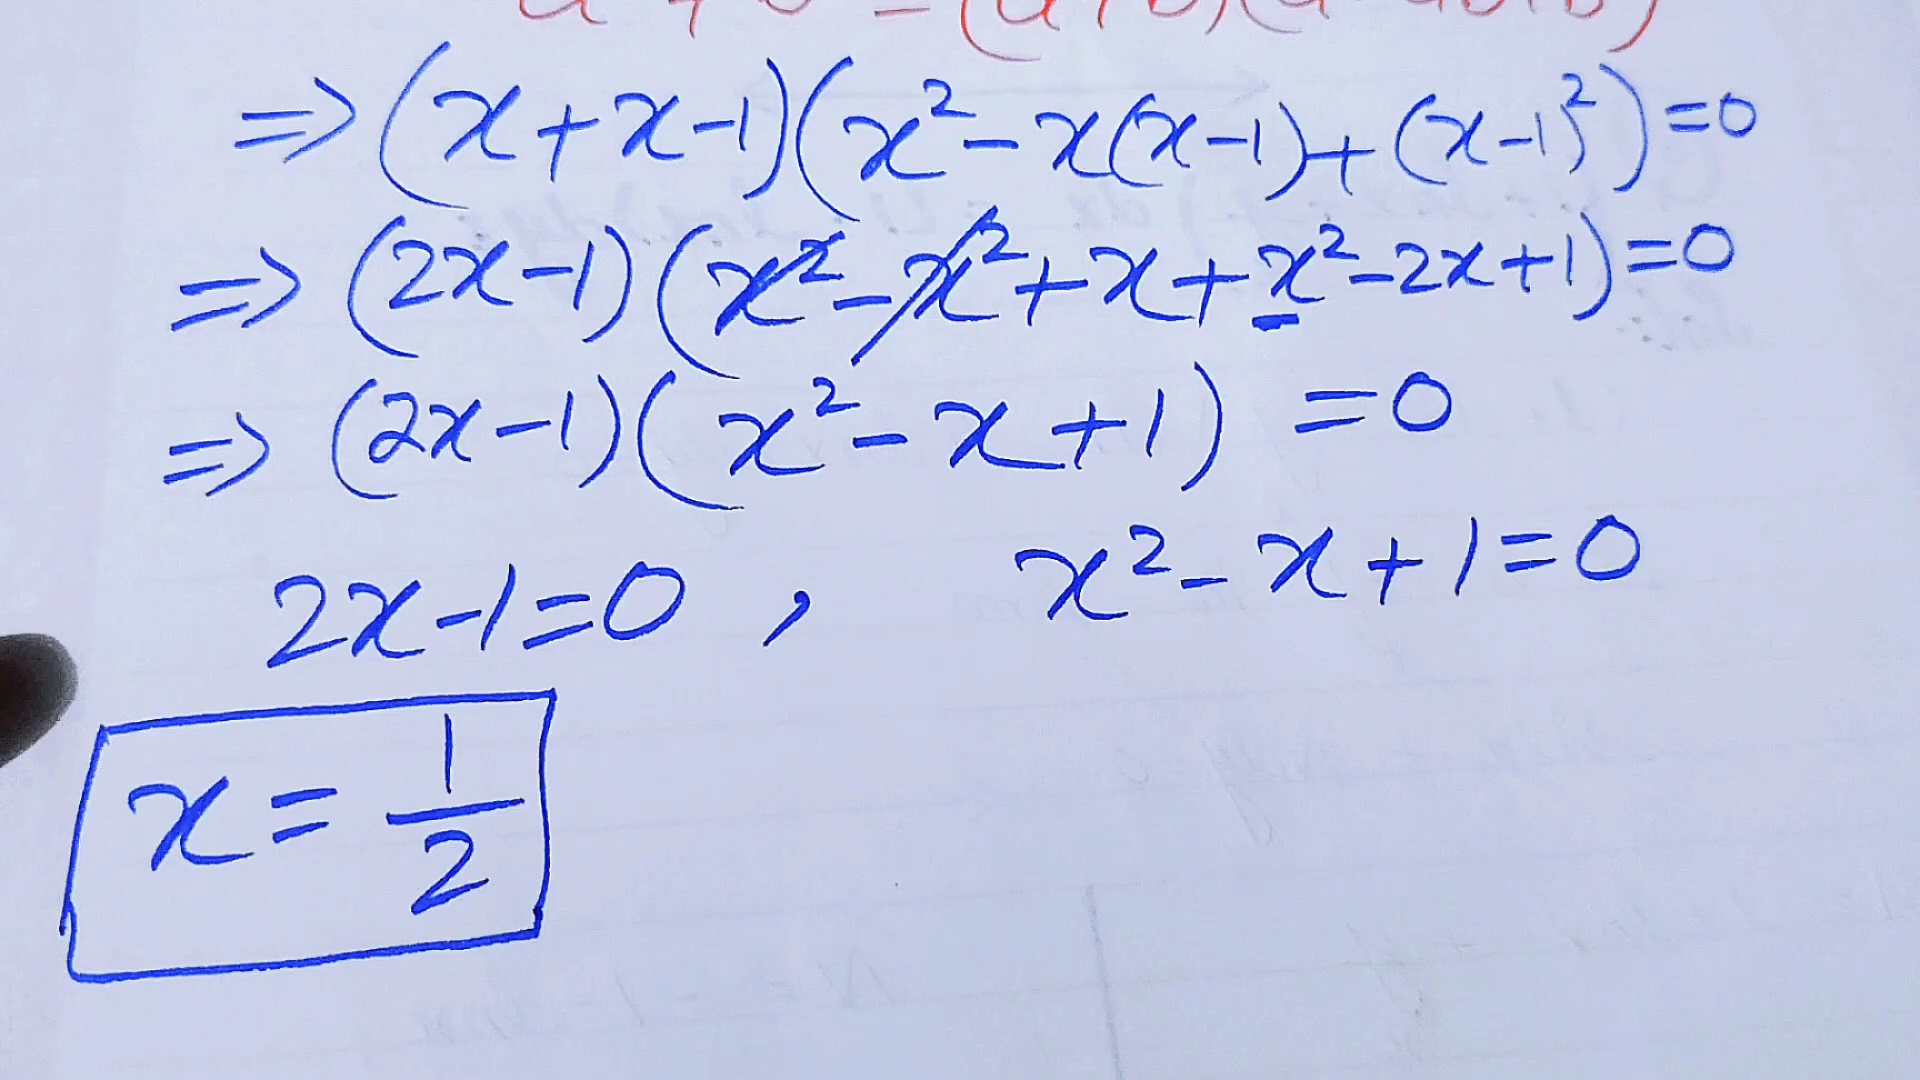 ⇒ (x + x - 1)(x² - x(x-1) + (x-1)²) = 0
⇒ (2x - 1)(x² - x² + x + x² - 2x + 1) = 0
⇒ (2x - 1)(x² - x + 1) = 0
2x - 1 = 0 , x² - x + 1 = 0
x = 1/2